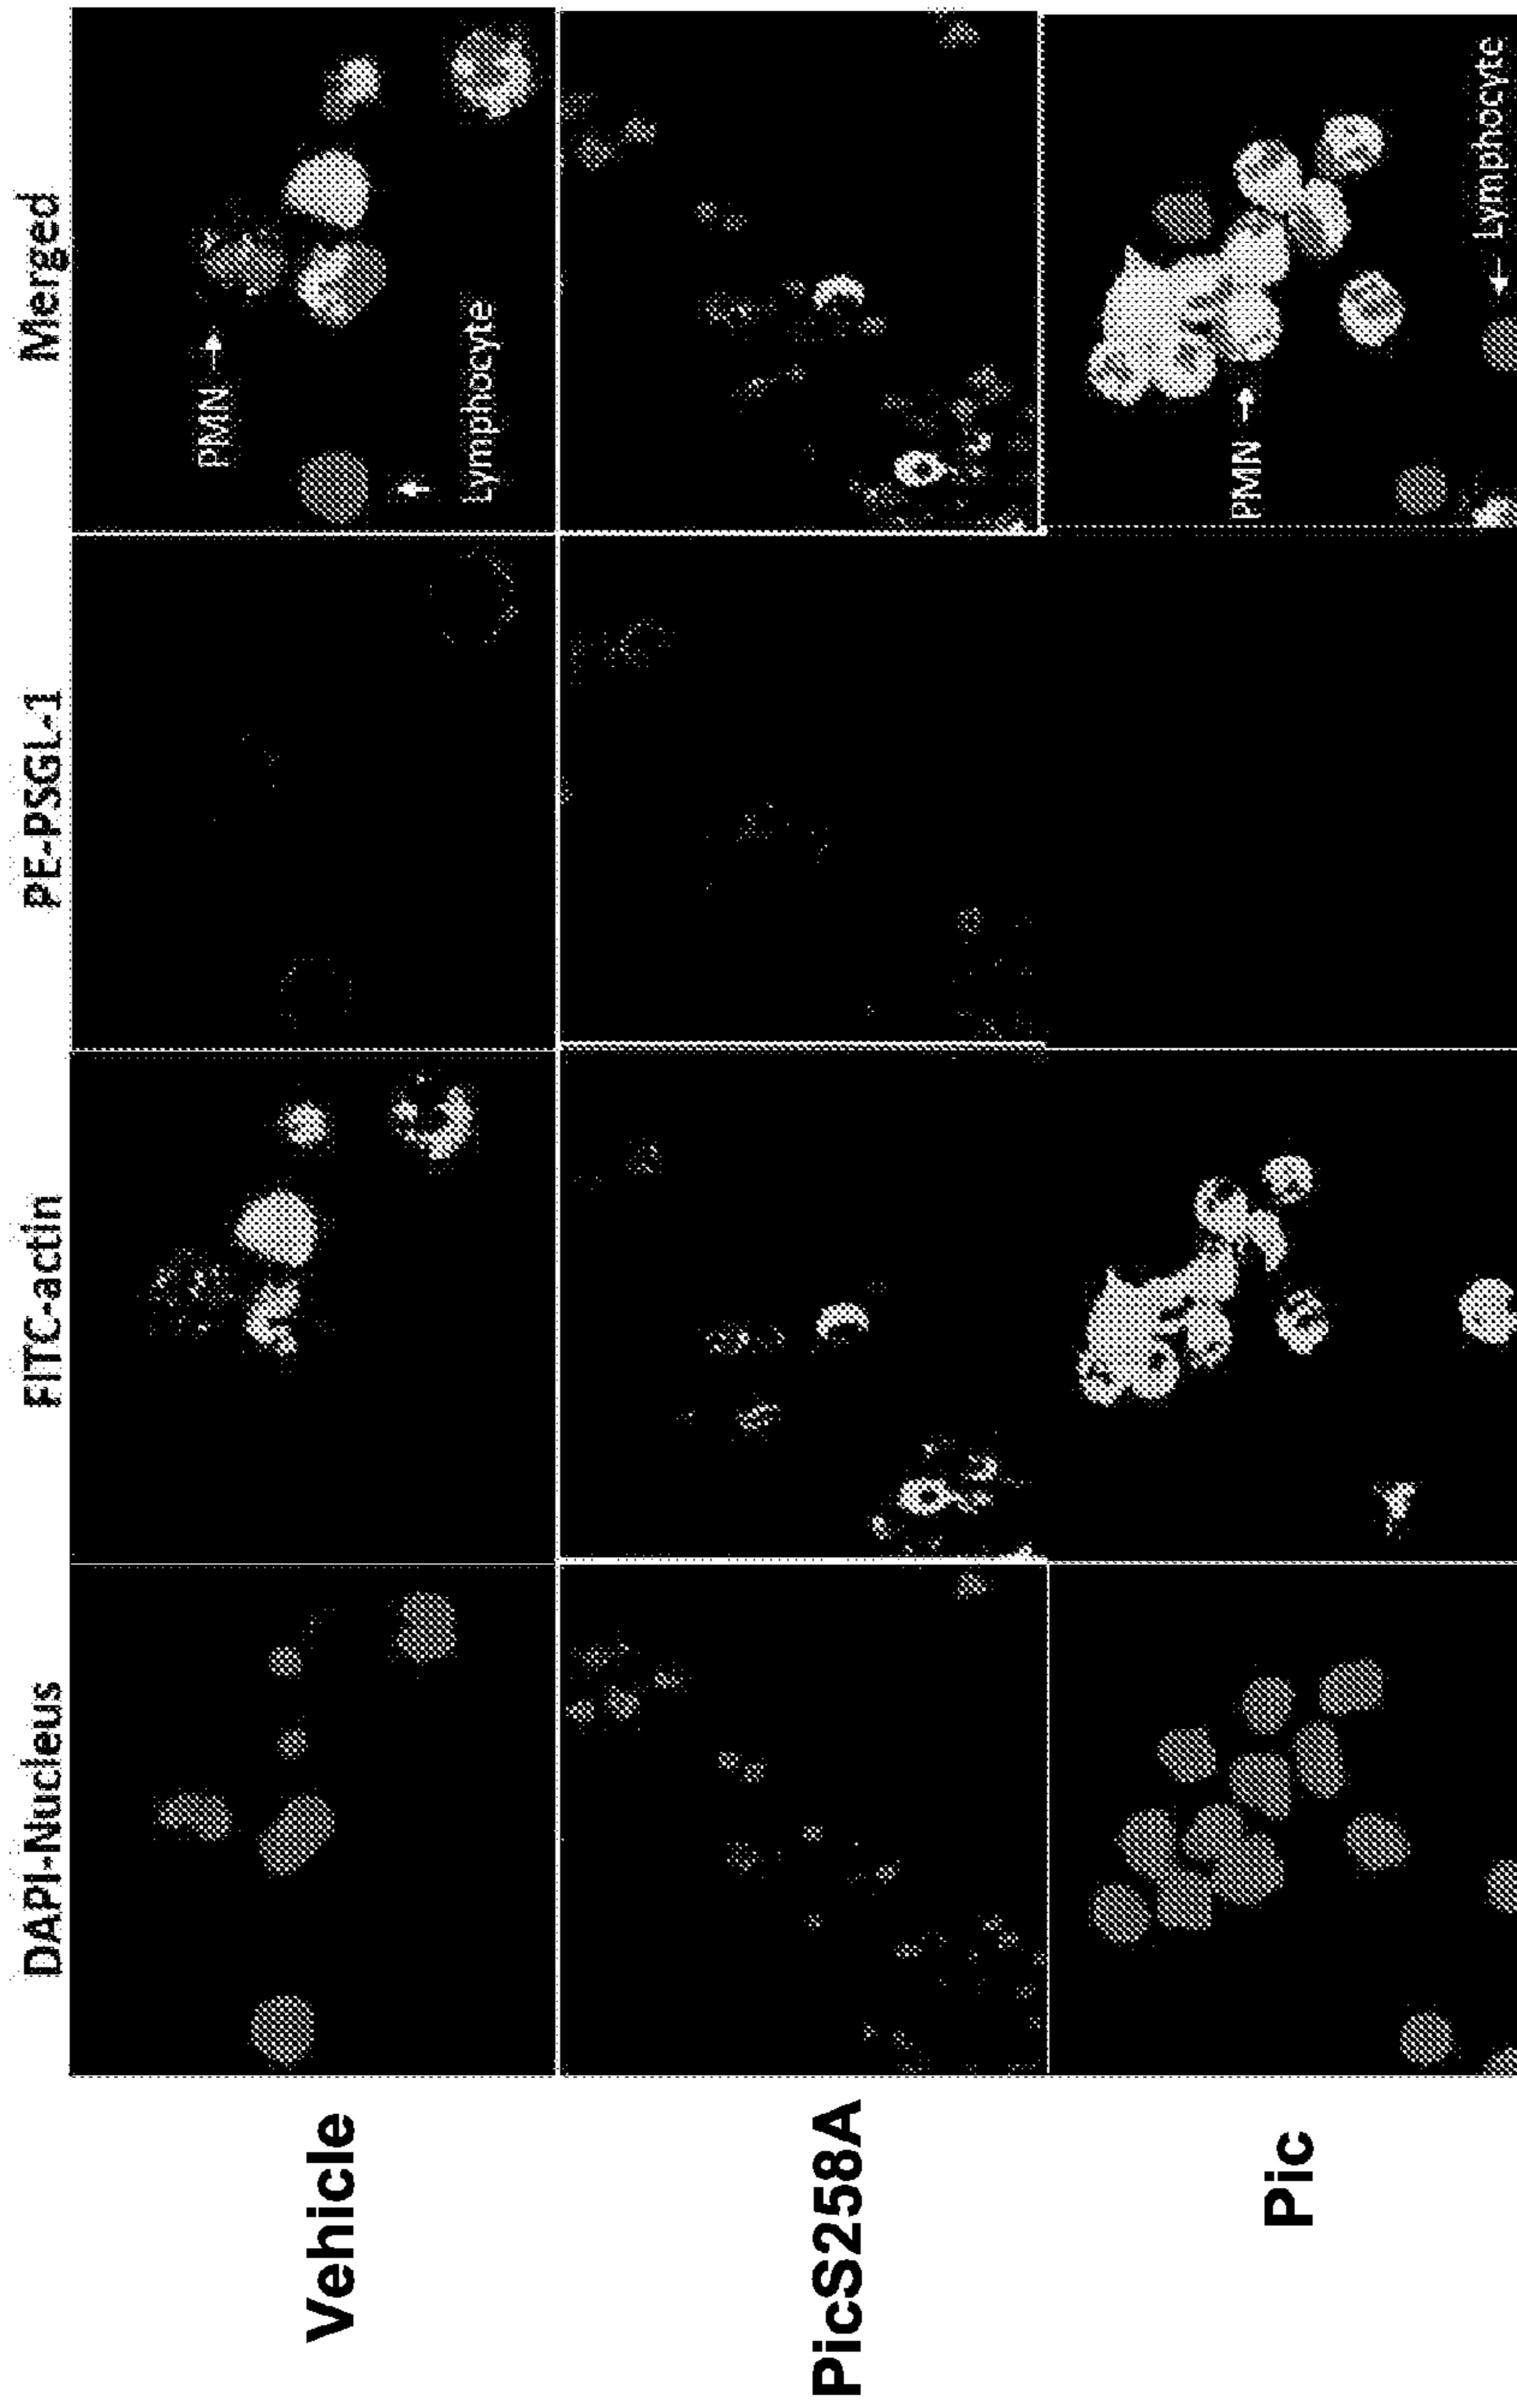 DAPI-Nucleus
FITC-actin
PE-PSGL-1
Merged
Vehicle
PMN
Lymphocyte
PicS258A
Pic
PMN
Lymphocyte